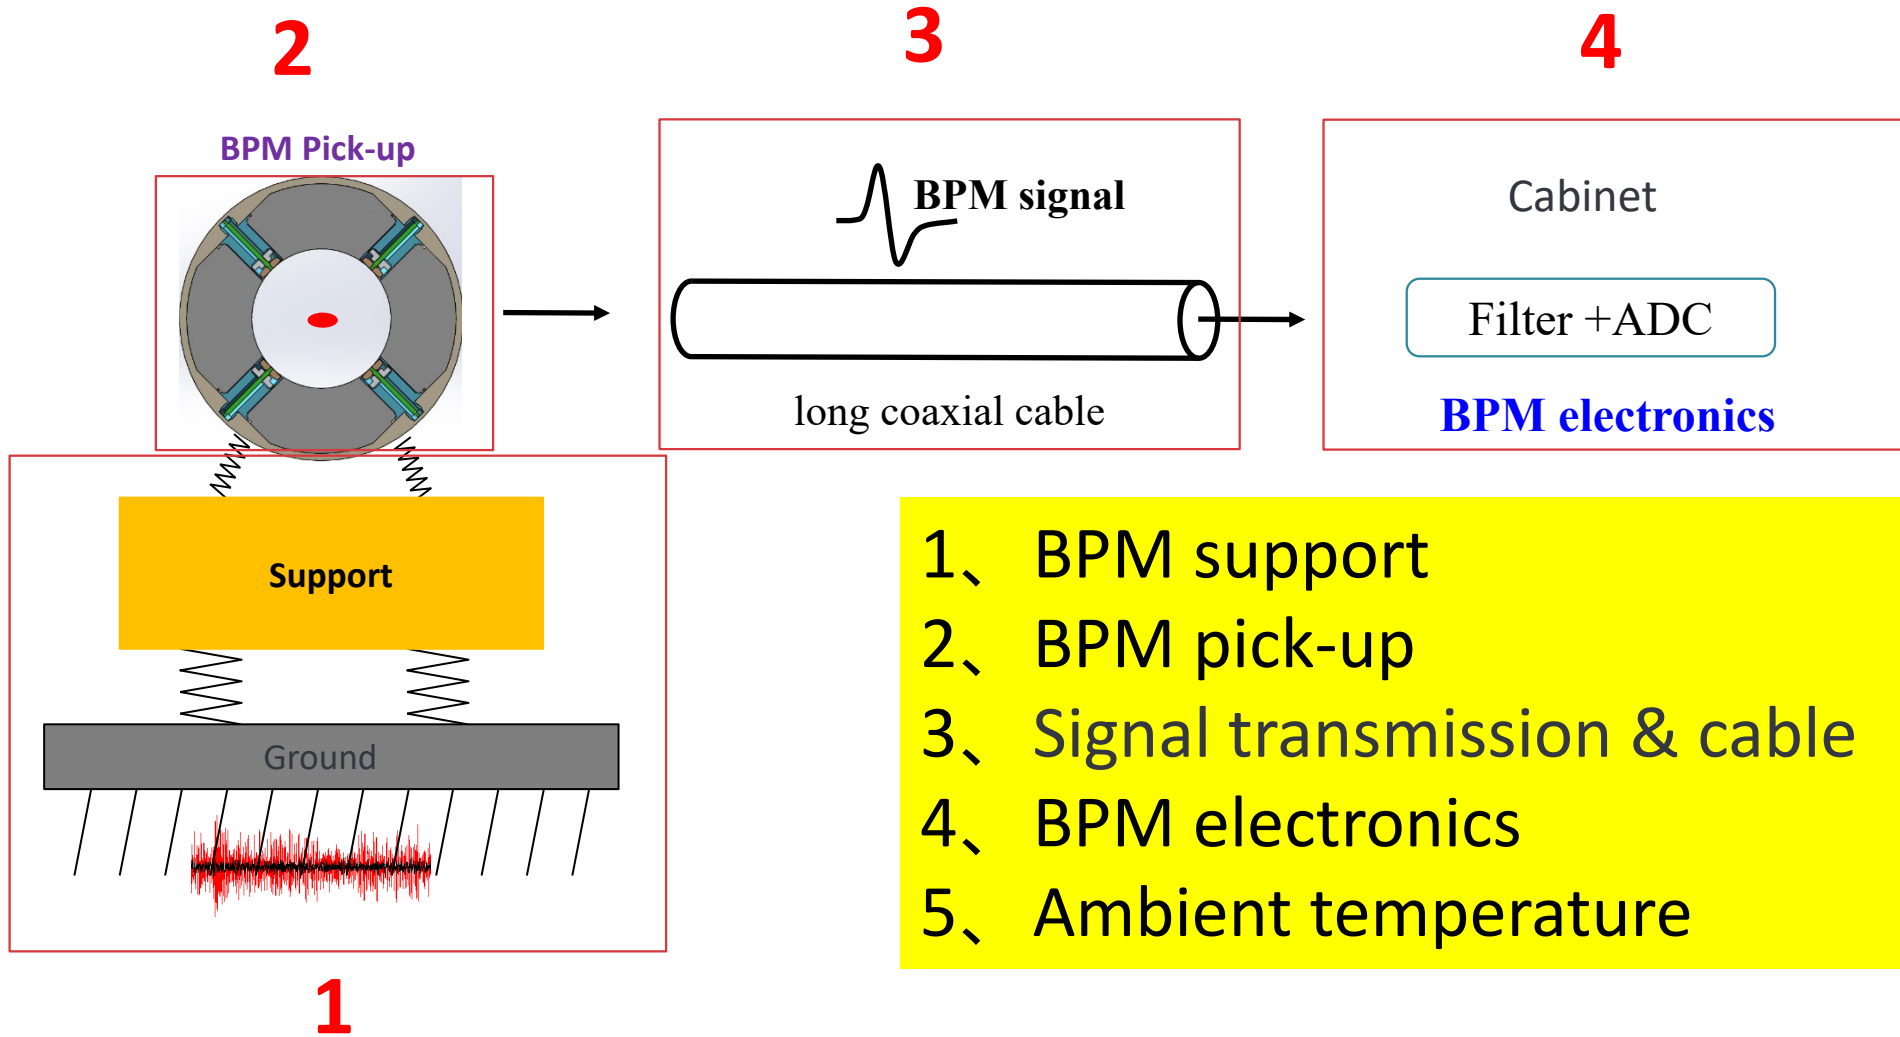 2
3
4
BPM Pick-up
BPM signal
long coaxial cable
Cabinet
Filter +ADC
BPM electronics
Support
Ground
1
1、 BPM support
2、 BPM pick-up
3、 Signal transmission & cable
4、 BPM electronics
5、 Ambient temperature